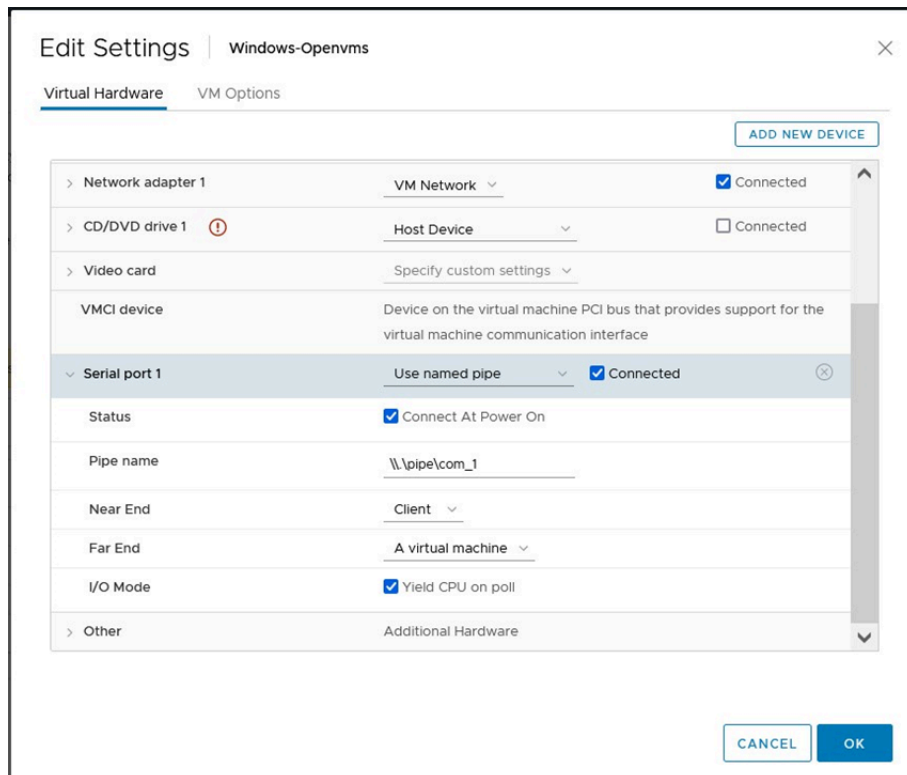 Edit Settings Windows-Openvms
Virtual Hardware VM Options
ADD NEW DEVICE
Network adapter 1 VM Network Connected
CD/DVD drive 1 Host Device Connected
Video card Specify custom settings
VMCI device Device on the virtual machine PCI bus that provides support for the
virtual machine communication interface
Serial port 1 Use named pipe Connected
Status Connect At Power On
Pipe name \\.\pipe\com_1
Near End Client
Far End A virtual machine
I/O Mode Yield CPU on poll
Other Additional Hardware
CANCEL OK